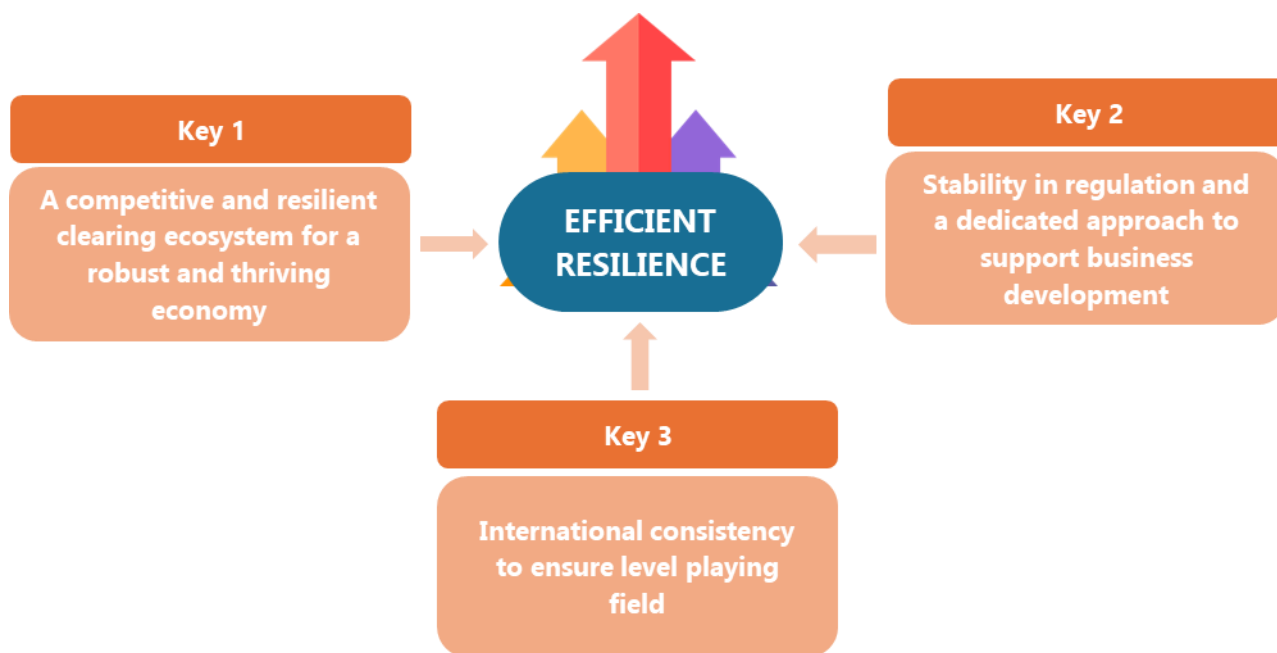 Key 1
A competitive and resilient
clearing ecosystem for a
robust and thriving
economy
EFFICIENT
RESILIENCE
Key 2
Stability in regulation and
a dedicated approach to
support business
development
Key 3
International consistency
to ensure level playing
field